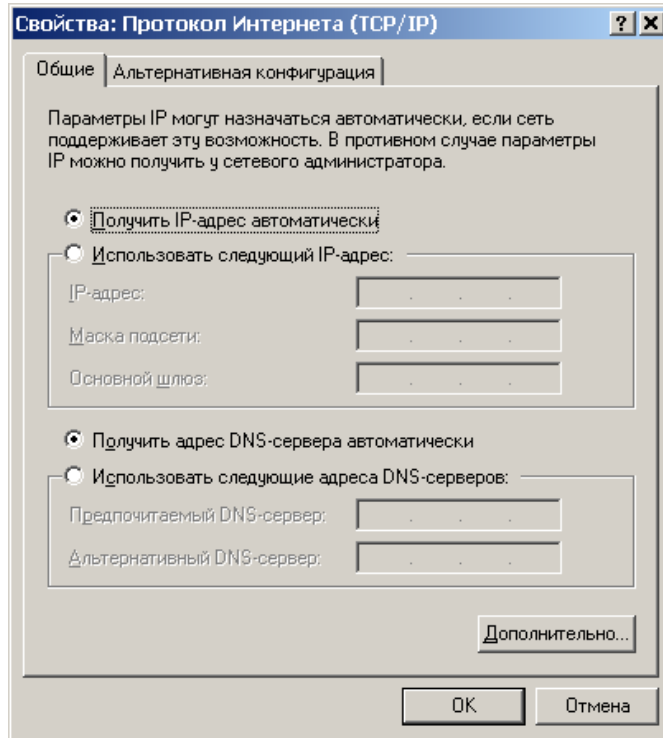 Свойства: Протокол Интернета (TCP/IP)
Общие
Альтернативная конфигурация
Параметры IP могут назначаться автоматически, если сеть
поддерживает эту возможность. В противном случае параметры
IP можно получить у сетевого администратора.
Получить IP-адрес автоматически
Использовать следующий IP-адрес:
IP-адрес:
Маска подсети:
Основной шлюз:
Получить адрес DNS-сервера автоматически
Использовать следующие адреса DNS-серверов:
Предпочитаемый DNS-сервер:
Альтернативный DNS-сервер:
Дополнительно...
OK
Отмена